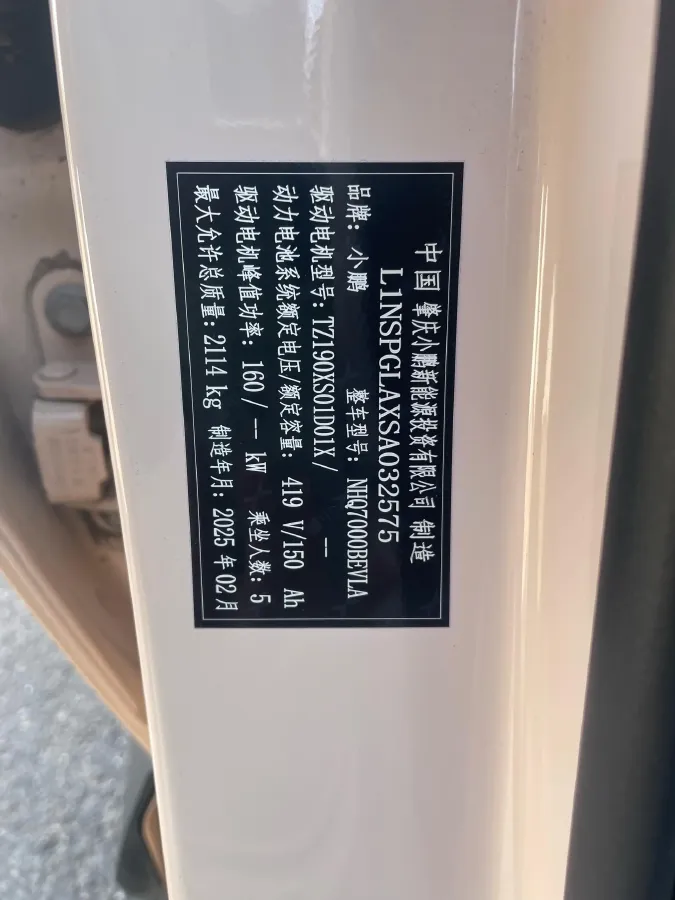 中国 肇庆小鹏新能源投资有限公司 制造
L1NSPGLAXSA032575
品牌: 小鹏 整车型号: NHQ7000BEVLA
驱动电机型号: TZ190XS01D01X/ --
动力电池系统额定电压/额定容量: 419 V/150 Ah
驱动电机峰值功率: 160/ -- kW 乘坐人数: 5
最大允许总质量: 2114 kg 制造年月: 2025 年 02 月